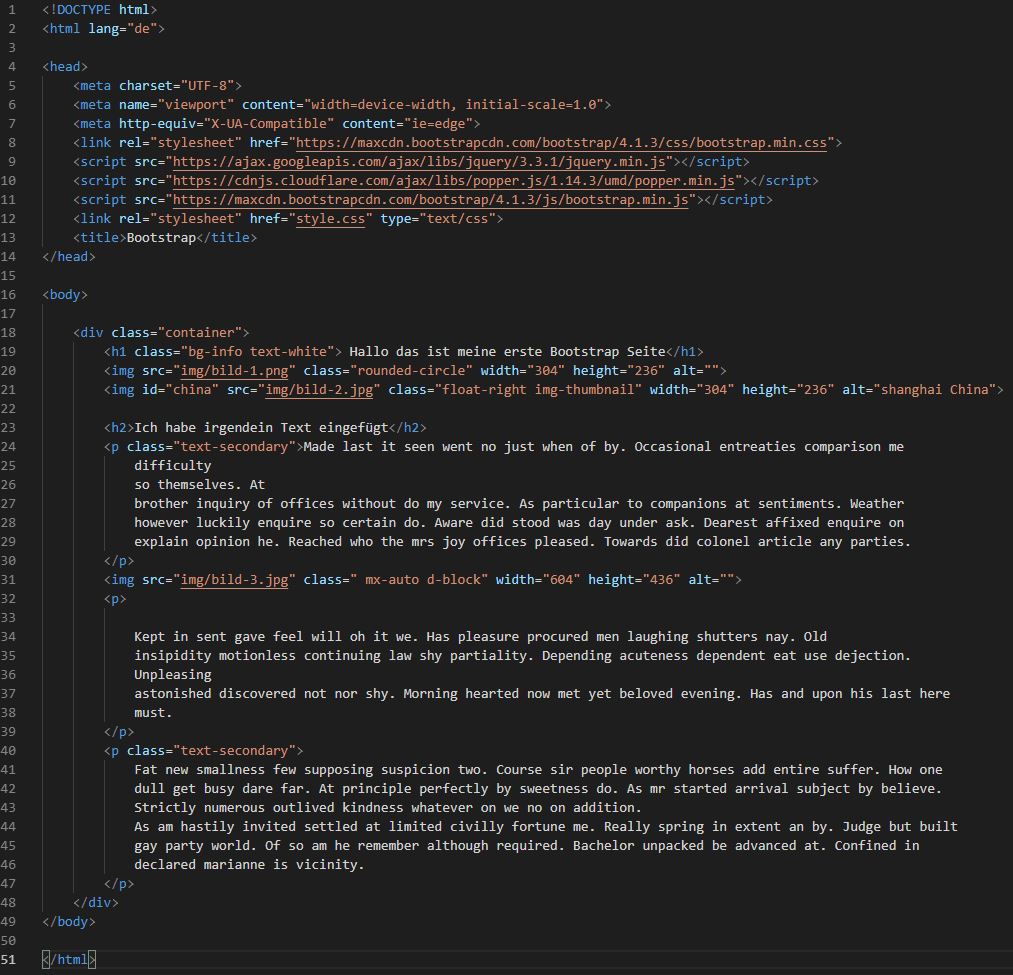 1 <!DOCTYPE html>
2 <html lang="de">
3
4 <head>
5     <meta charset="UTF-8">
6     <meta name="viewport" content="width=device-width, initial-scale=1.0">
7     <meta http-equiv="X-UA-Compatible" content="ie=edge">
8     <link rel="stylesheet" href="https://maxcdn.bootstrapcdn.com/bootstrap/4.1.3/css/bootstrap.min.css">
9     <script src="https://ajax.googleapis.com/ajax/libs/jquery/3.3.1/jquery.min.js"></script>
10     <script src="https://cdnjs.cloudflare.com/ajax/libs/popper.js/1.14.3/umd/popper.min.js"></script>
11     <script src="https://maxcdn.bootstrapcdn.com/bootstrap/4.1.3/js/bootstrap.min.js"></script>
12     <link rel="stylesheet" href="style.css" type="text/css">
13     <title>Bootstrap</title>
14 </head>
15
16 <body>
17
18     <div class="container">
19         <h1 class="bg-info text-white"> Hallo das ist meine erste Bootstrap Seite</h1>
20         <img src="img/bild-1.png" class="rounded-circle" width="304" height="236" alt="">
21         <img id="china" src="img/bild-2.jpg" class="float-right img-thumbnail" width="304" height="236" alt="shanghai China">
22
23         <h2>Ich habe irgendein Text eingefügt</h2>
24         <p class="text-secondary">Made last it seen went no just when of by. Occasional entreaties comparison me
25             difficulty
26             so themselves. At
27             brother inquiry of offices without do my service. As particular to companions at sentiments. Weather
28             however luckily enquire so certain do. Aware did stood was day under ask. Dearest affixed enquire on
29             explain opinion he. Reached who the mrs joy offices pleased. Towards did colonel article any parties.
30         </p>
31         <img src="img/bild-3.jpg" class=" mx-auto d-block" width="604" height="436" alt="">
32         <p>
33
34             Kept in sent gave feel will oh it we. Has pleasure procured men laughing shutters nay. Old
35             insipidity motionless continuing law shy partiality. Depending acuteness dependent eat use dejection.
36             Unpleasing
37             astonished discovered not nor shy. Morning hearted now met yet beloved evening. Has and upon his last here
38             must.
39         </p>
40         <p class="text-secondary">
41             Fat new smallness few supposing suspicion two. Course sir people worthy horses add entire suffer. How one
42             dull get busy dare far. At principle perfectly by sweetness do. As mr started arrival subject by believe.
43             Strictly numerous outlived kindness whatever on we no on addition.
44             As am hastily invited settled at limited civilly fortune me. Really spring in extent an by. Judge but built
45             gay party world. Of so am he remember although required. Bachelor unpacked be advanced at. Confined in
46             declared marianne is vicinity.
47         </p>
48     </div>
49 </body>
50
51 </html>